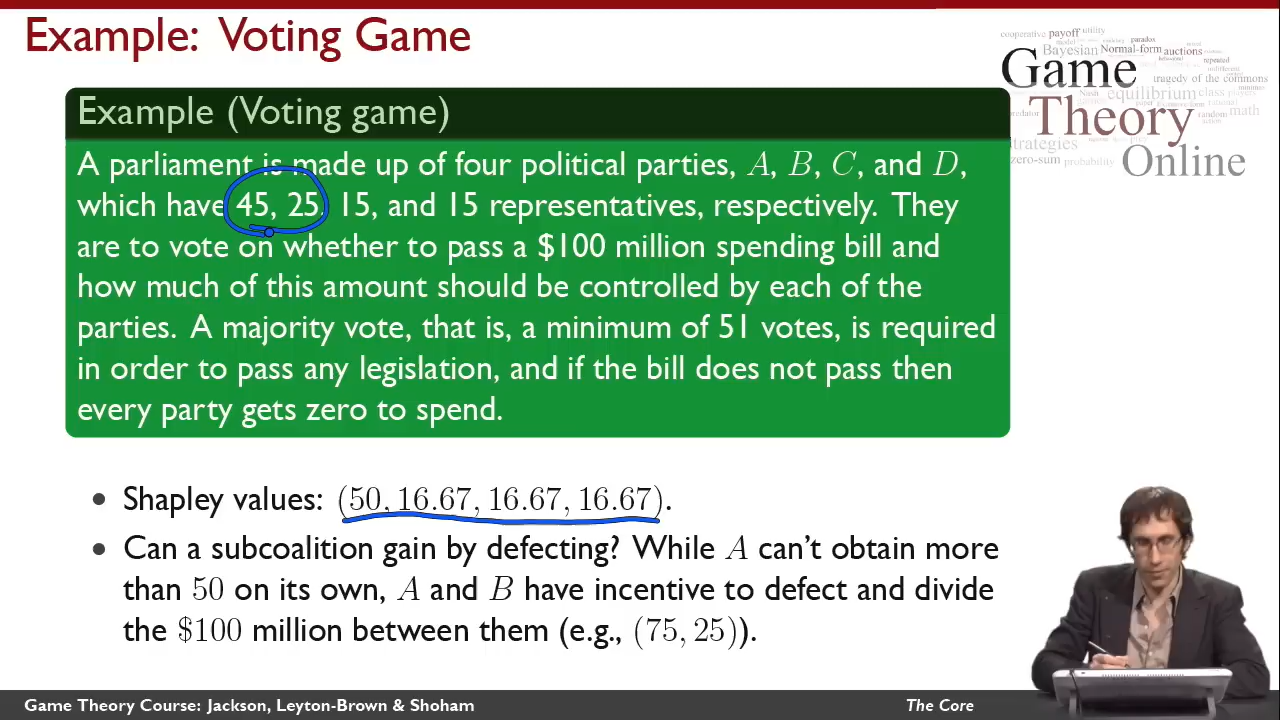 Example: Voting Game
cooperative payoff utility
Bayesian Normal-form auctions
Game
tragedy of the commons
equilibrium class
Theory
random math
strategies
zero-sum probability
Online
Example (Voting game)
A parliament is made up of four political parties, A, B, C, and D,
which have 45, 25, 15, and 15 representatives, respectively. They
are to vote on whether to pass a $100 million spending bill and
how much of this amount should be controlled by each of the
parties. A majority vote, that is, a minimum of 51 votes, is required
in order to pass any legislation, and if the bill does not pass then
every party gets zero to spend.
• Shapley values: (50, 16.67, 16.67, 16.67).
• Can a subcoalition gain by defecting? While A can't obtain more
than 50 on its own, A and B have incentive to defect and divide
the $100 million between them (e.g., (75, 25)).
Game Theory Course: Jackson, Leyton-Brown & Shoham
The Core